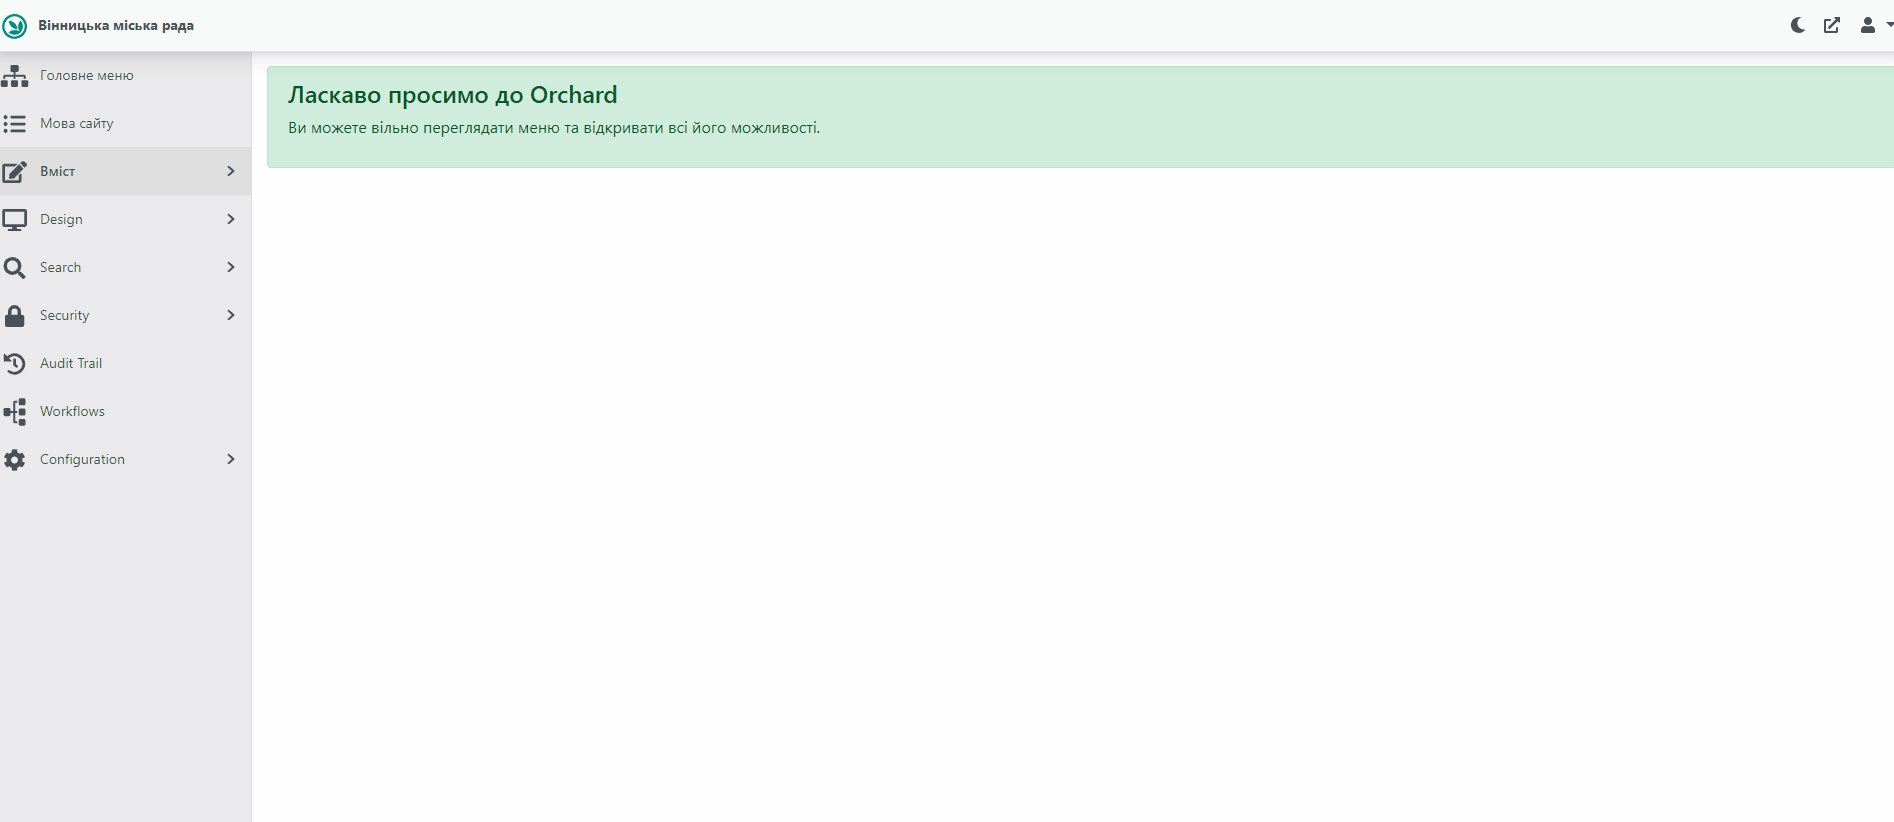 Вінницька міська рада
Головне меню
Мова сайту
Вміст
Design
Search
Security
Audit Trail
Workflows
Configuration
Ласкаво просимо до Orchard
Ви можете вільно переглядати меню та відкривати всі його можливості.